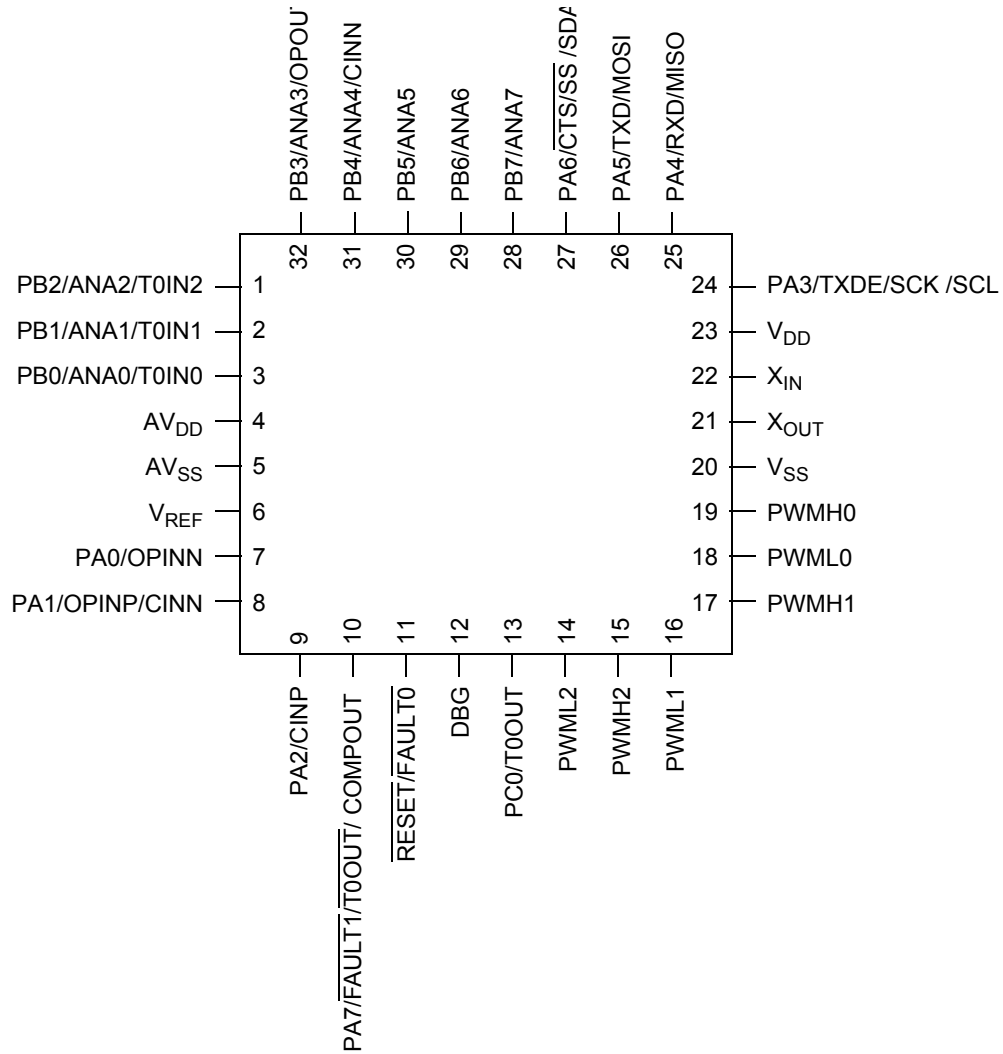 PB3/ANA3/OPOUT
PB4/ANA4/CINN
PB5/ANA5
PB6/ANA6
PB7/ANA7
PA6/CTS/SS /SDA
PA5/TXD/MOSI
PA4/RXD/MISO
32
31
30
29
28
27
26
25
PB2/ANA2/T0IN2 1
PB1/ANA1/T0IN1 2
PB0/ANA0/T0IN0 3
AVDD 4
AVSS 5
VREF 6
PA0/OPINN 7
PA1/OPINP/CINN 8
24 PA3/TXDE/SCK /SCL
23 VDD
22 XIN
21 XOUT
20 VSS
19 PWMH0
18 PWML0
17 PWMH1
9
10
11
12
13
14
15
16
PA2/CINP
PA7/FAULT1/T0OUT/ COMPOUT
RESET/FAULT0
DBG
PC0/T0OUT
PWML2
PWMH2
PWML1